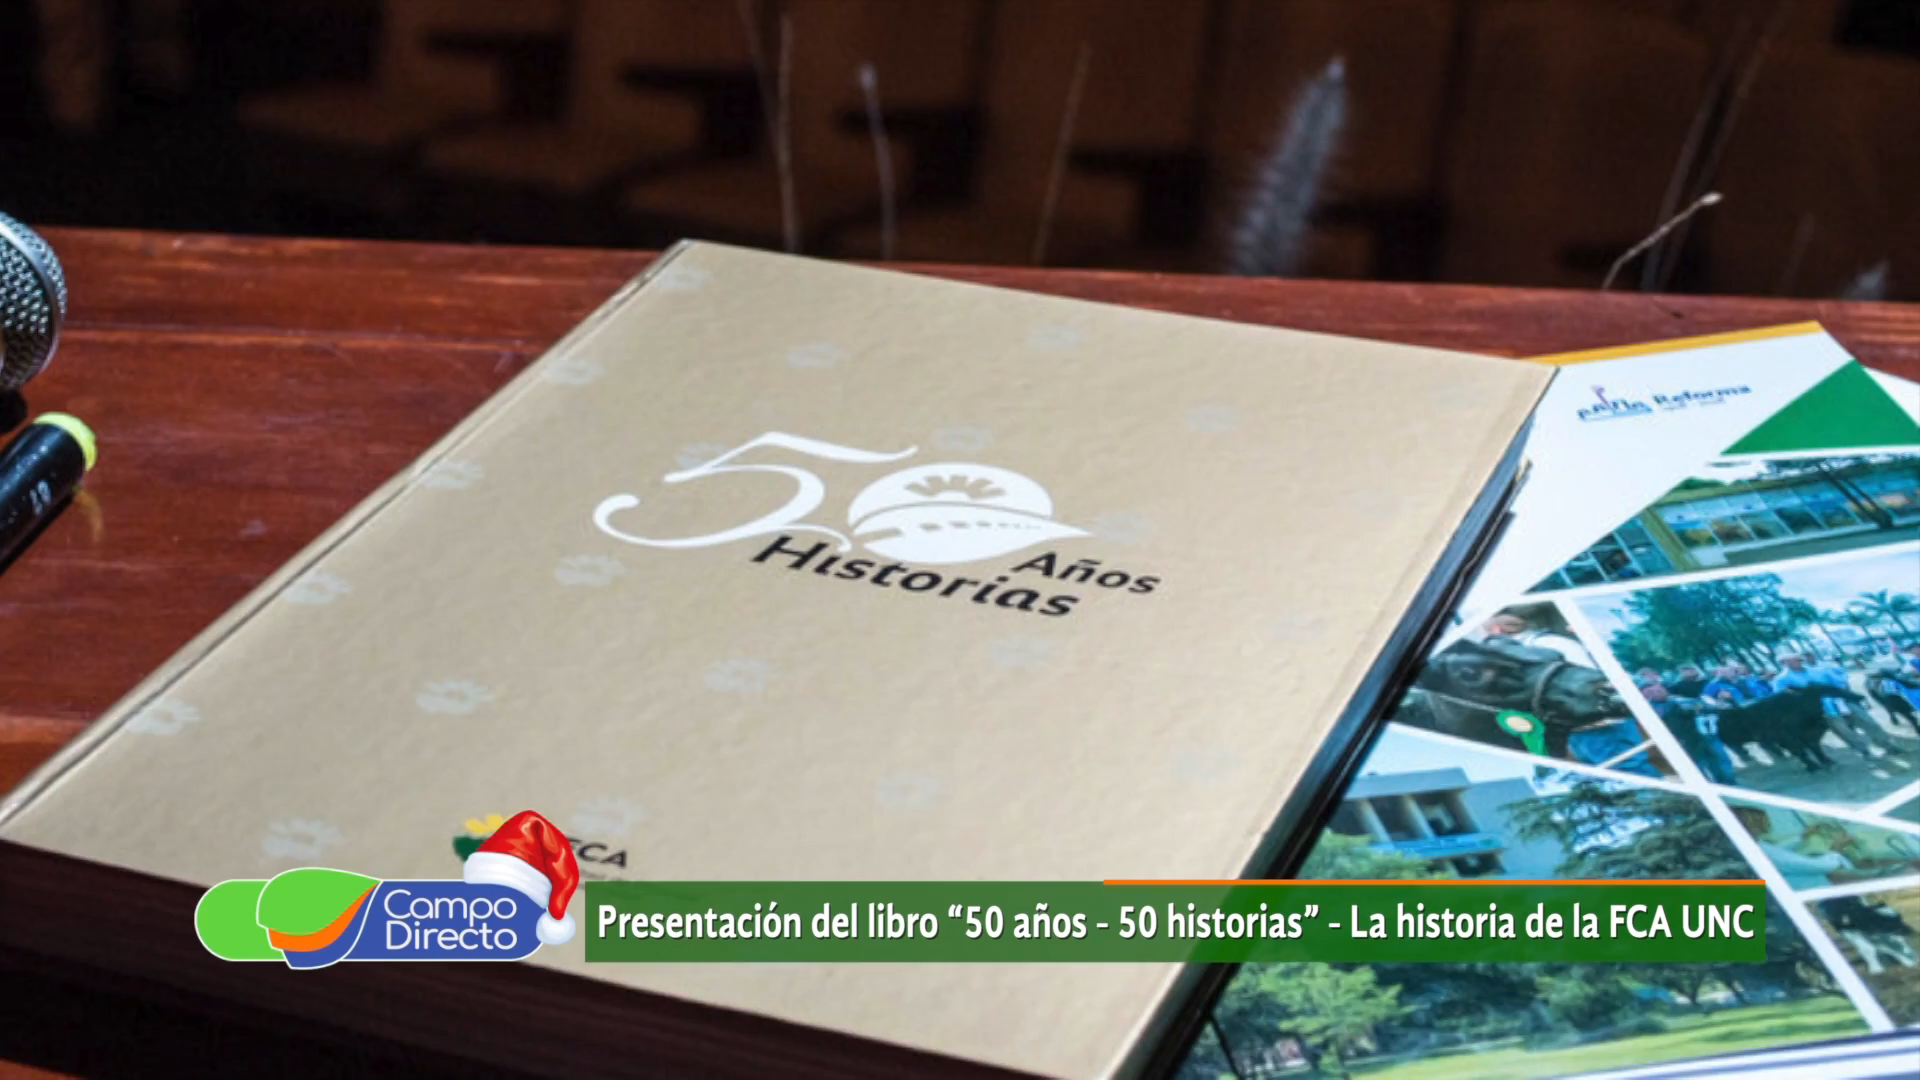 Reforma
50
Años
Historias
FCA
Campo
Directo
Presentación del libro “50 años - 50 historias” - La historia de la FCA UNC